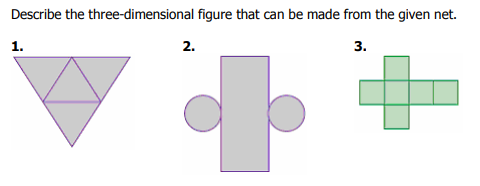 Describe the three-dimensional figure that can be made from the given net.
1. 2. 3.